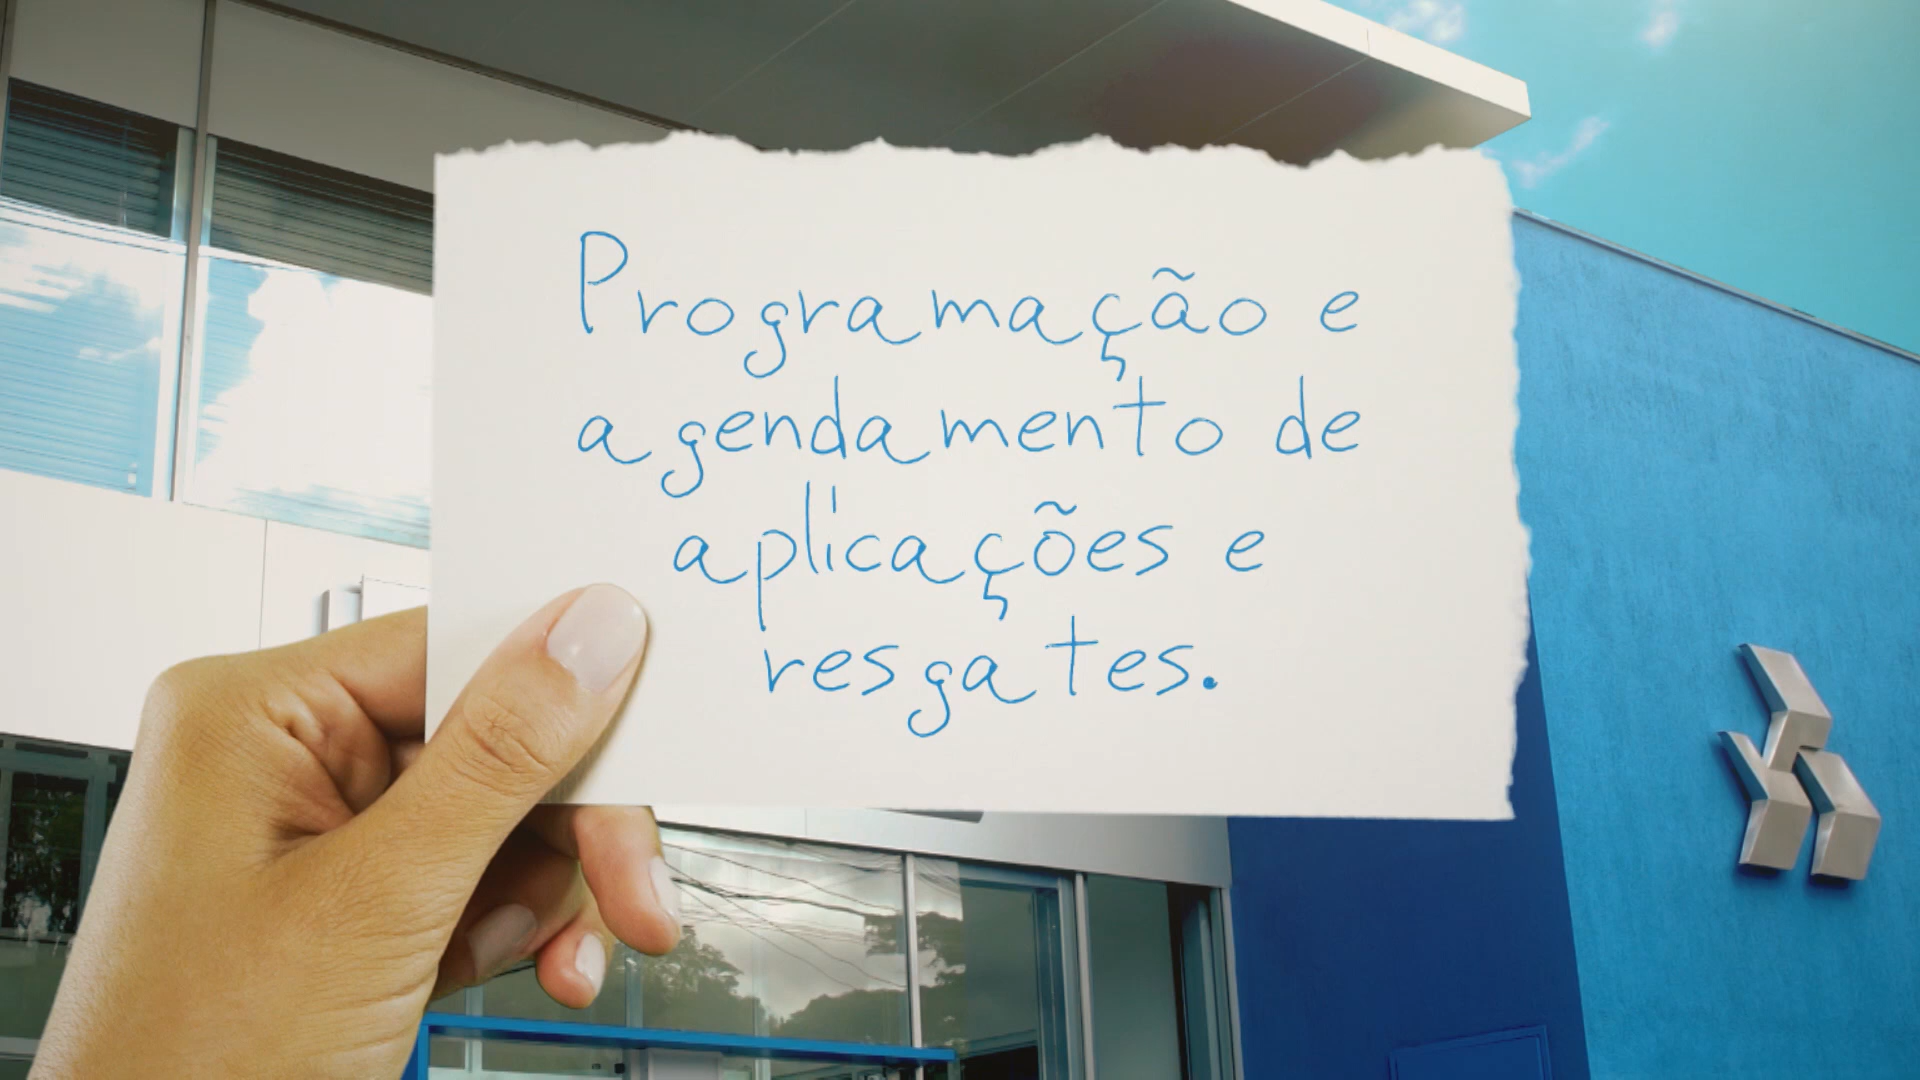 Programação e
agendamento de
aplicações e
resgates.